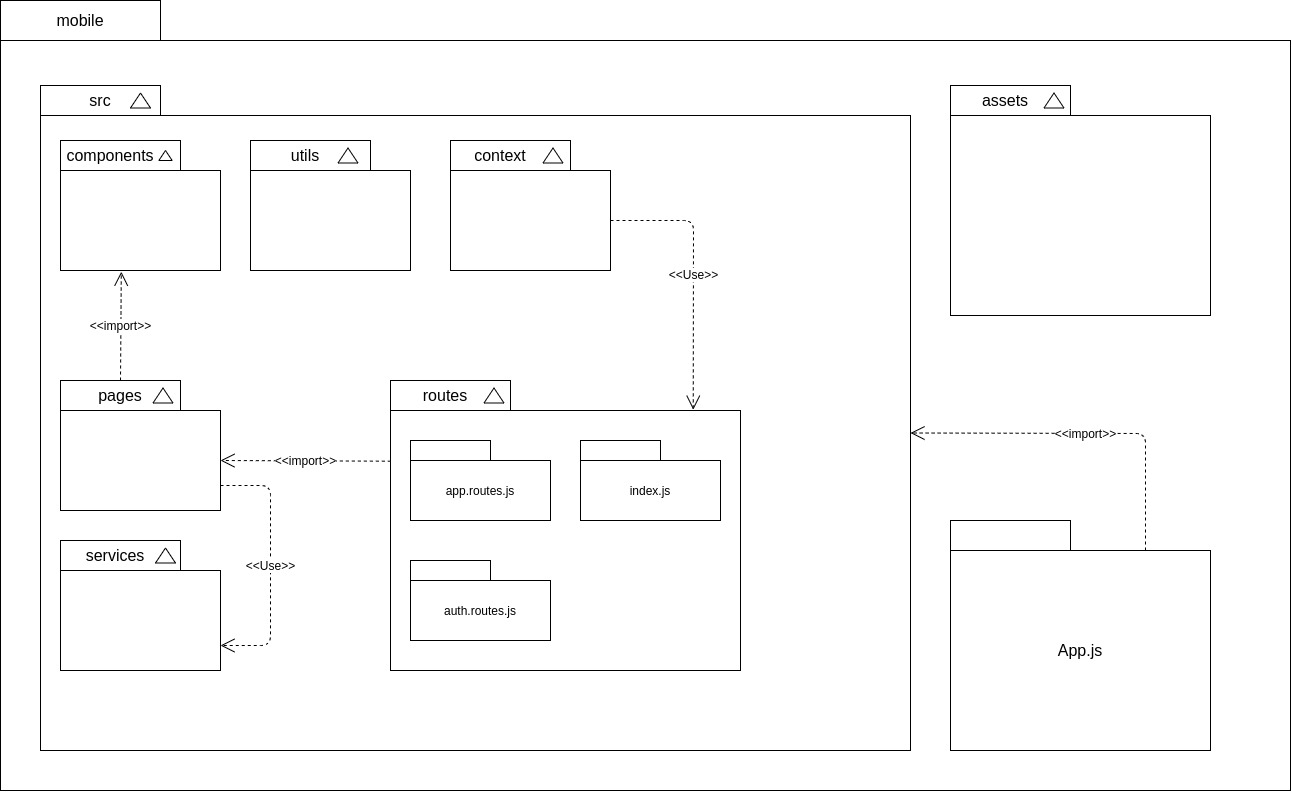 mobile
src
assets
components
utils
context
<<Use>>
<<import>>
pages
routes
<<import>>
<<import>>
app.routes.js
index.js
services
<<Use>>
auth.routes.js
App.js